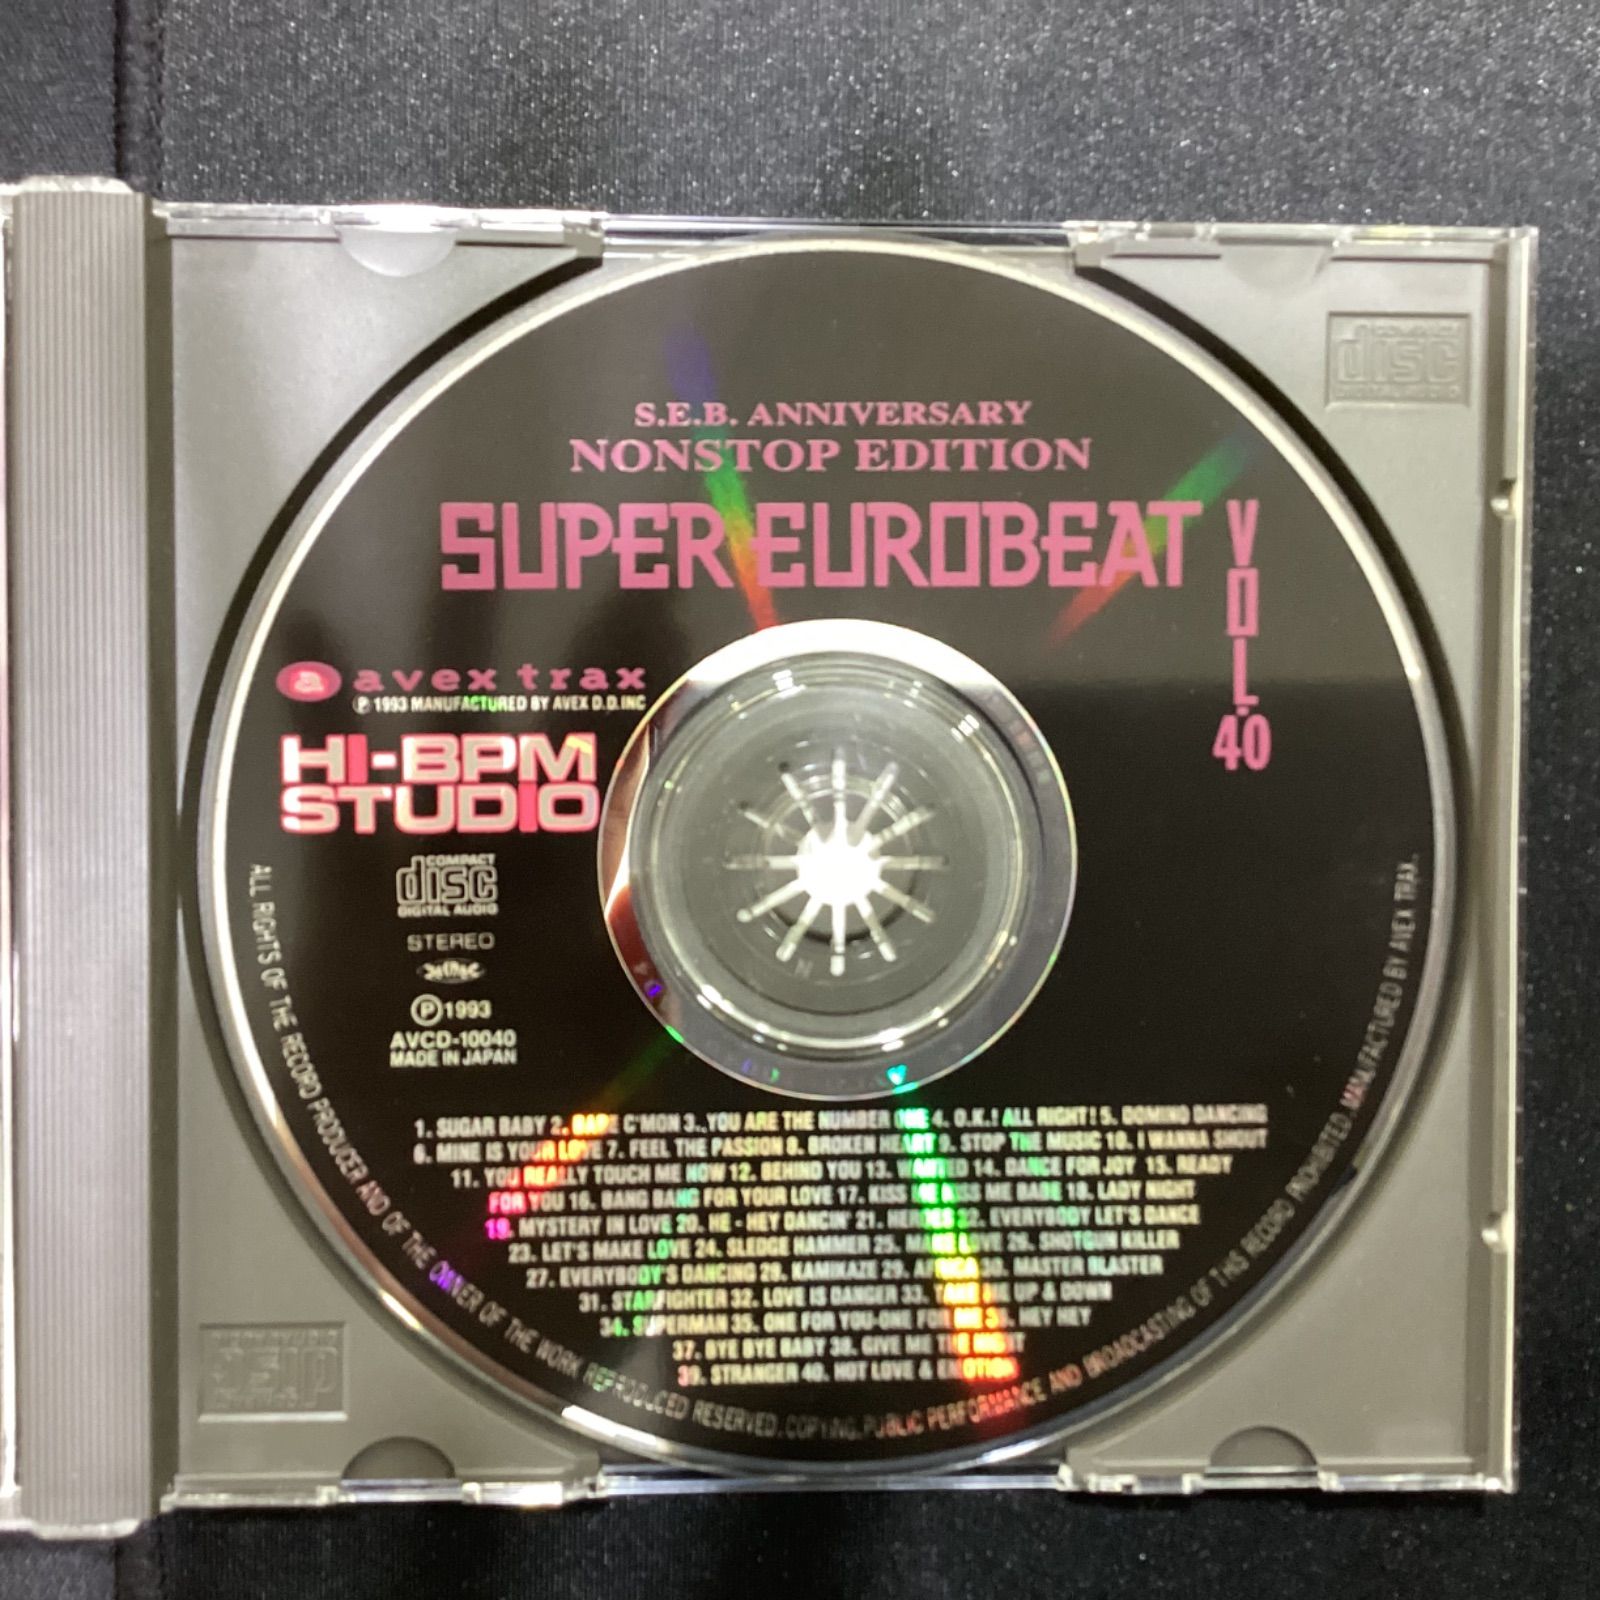 S.E.B. ANNIVERSARY
NONSTOP EDITION
SUPER EUROBEAT
VOL.40
a avex trax
Ⓟ 1993 MANUFACTURED BY AVEX D.D.INC
HI-BPM
STUDIO
COMPACT
disc
DIGITAL AUDIO
STEREO
Ⓟ1993
AVCD-10040
MADE IN JAPAN
1. SUGAR BABY 2. BABE C'MON 3. YOU ARE THE NUMBER ONE 4. O.K.! ALL RIGHT! 5. DOMINO DANCING
6. MINE IS YOUR LOVE 7. FEEL THE PASSION 8. BROKEN HEART 9. STOP THE MUSIC 10. I WANNA SHOUT
11. YOU REALLY TOUCH ME NOW 12. BEHIND YOU 13. WANTED 14. DANCE FOR JOY 15. READY
FOR YOU 16. BANG BANG FOR YOUR LOVE 17. KISS ME KISS ME BABE 18. LADY NIGHT
19. MYSTERY IN LOVE 20. HE - HEY DANCIN' 21. HEROES 22. EVERYBODY LET'S DANCE
23. LET'S MAKE LOVE 24. SLEDGE HAMMER 25. MAKE LOVE 26. SHOTGUN KILLER
27. EVERYBODY'S DANCING 28. KAMIKAZE 29. AFRICA 30. MASTER BLASTER
31. STARFIGHTER 32. LOVE IS DANGER 33. TAKE ME UP & DOWN
34. SUPERMAN 35. ONE FOR YOU-ONE FOR ME 36. HEY HEY
37. BYE BYE BABY 38. GIVE ME THE NIGHT
39. STRANGER 40. HOT LOVE & EMOTION
ALL RIGHTS OF THE RECORD PRODUCER AND OF THE OWNER OF THE WORK REPRODUCED RESERVED. COPYING, PUBLIC PERFORMANCE AND BROADCASTING OF THIS RECORD PROHIBITED. MANUFACTURED BY AVEX TRAX.
COMPACT
disc
DIGITAL AUDIO